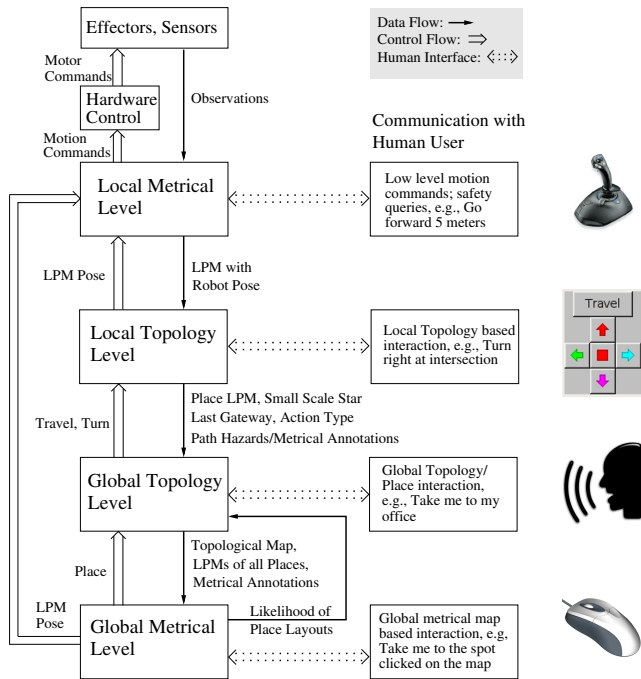 Effectors, Sensors
Data Flow:
Control Flow:
Human Interface:
Motor
Commands
Hardware
Control
Observations
Motion
Commands
Communication with
Human User
Local Metrical
Level
Low level motion
commands; safety
queries, e.g., Go
forward 5 meters
LPM Pose
LPM with
Robot Pose
Travel
Local Topology
Level
Local Topology based
interaction, e.g., Turn
right at intersection
Travel, Turn
Place LPM, Small Scale Star
Last Gateway, Action Type
Path Hazards/Metrical Annotations
Global Topology
Level
Global Topology/
Place interaction,
e.g., Take me to my
office
Place
Topological Map,
LPMs of all Places,
Metrical Annotations
LPM
Pose
Likelihood of
Place Layouts
Global Metrical
Level
Global metrical map
based interaction, e.g,
Take me to the spot
clicked on the map